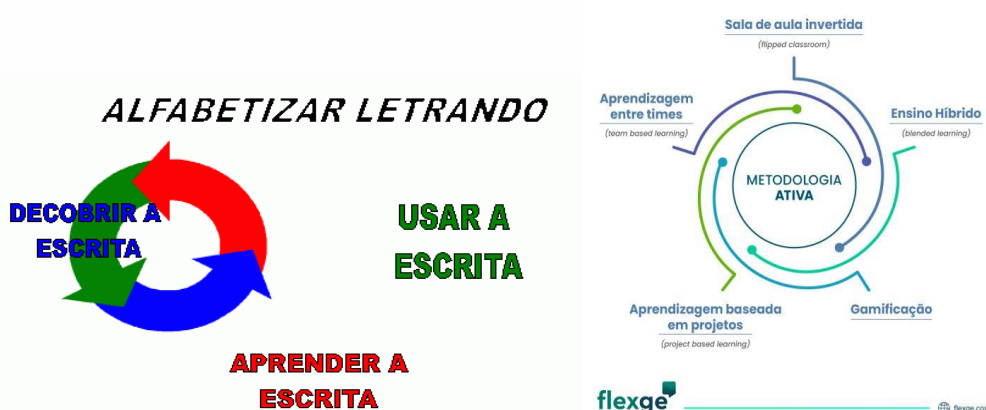 ALFABETIZAR LETRANDO
DECOBRIR A
ESCRITA
USAR A
ESCRITA
APRENDER A
ESCRITA
Sala de aula invertida
(flipped classroom)
Aprendizagem
entre times
(team based learning)
Ensino Híbrido
(blended learning)
METODOLOGIA
ATIVA
Aprendizagem baseada
em projetos
(project based learning)
Gamificação
flexge